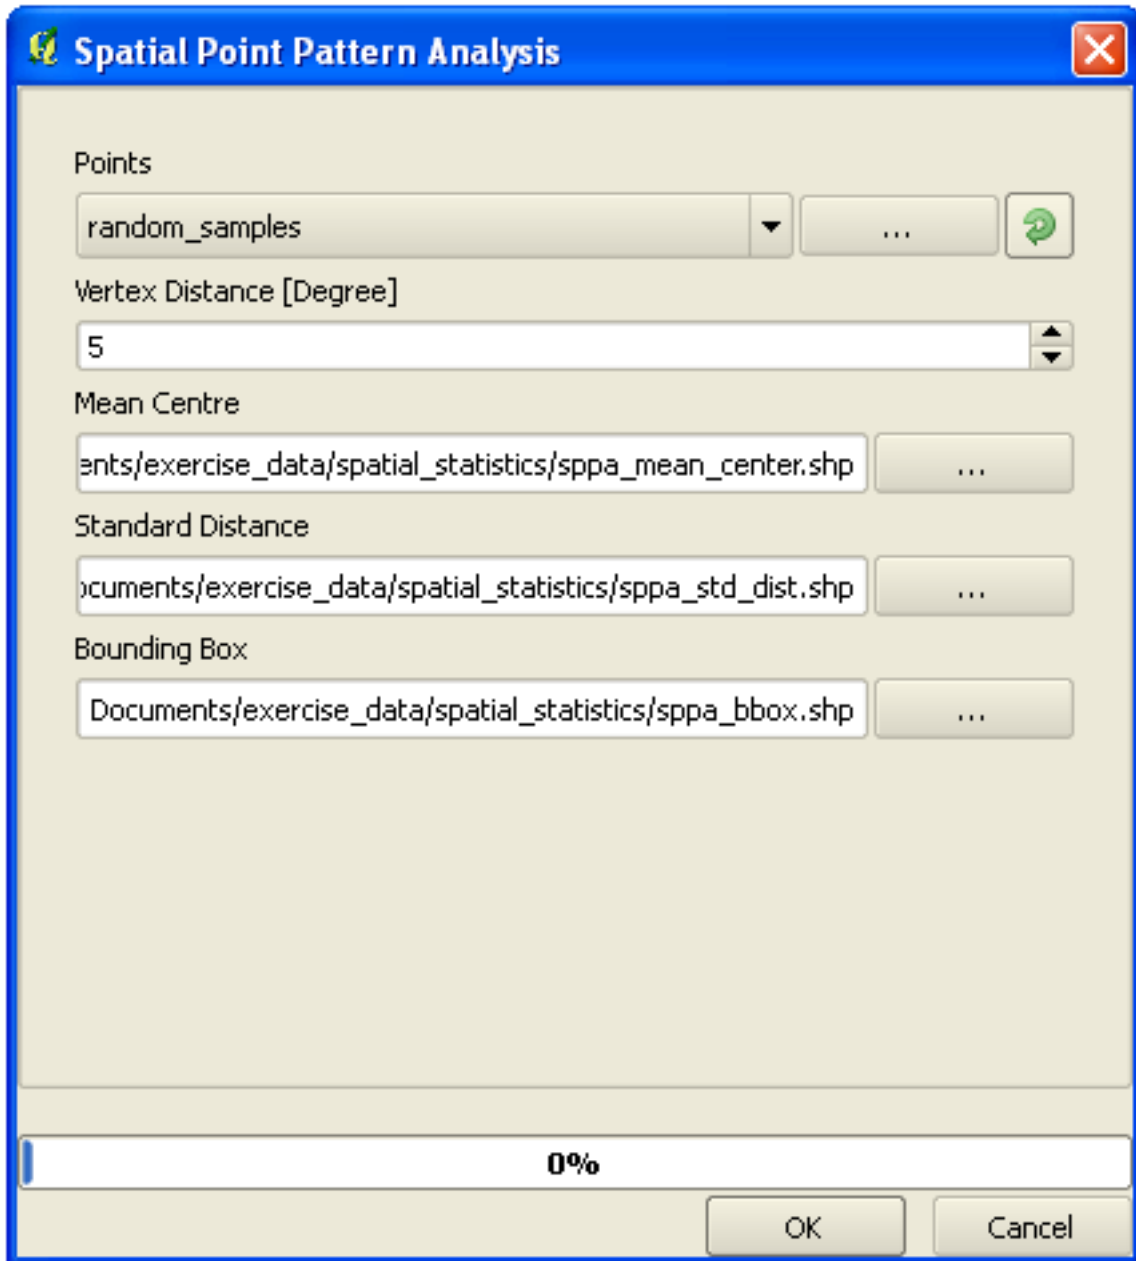 Spatial Point Pattern Analysis
Points
random_samples ...
Vertex Distance [Degree]
5
Mean Centre
ents/exercise_data/spatial_statistics/sppa_mean_center.shp ...
Standard Distance
ocuments/exercise_data/spatial_statistics/sppa_std_dist.shp ...
Bounding Box
Documents/exercise_data/spatial_statistics/sppa_bbox.shp ...
0%
OK Cancel